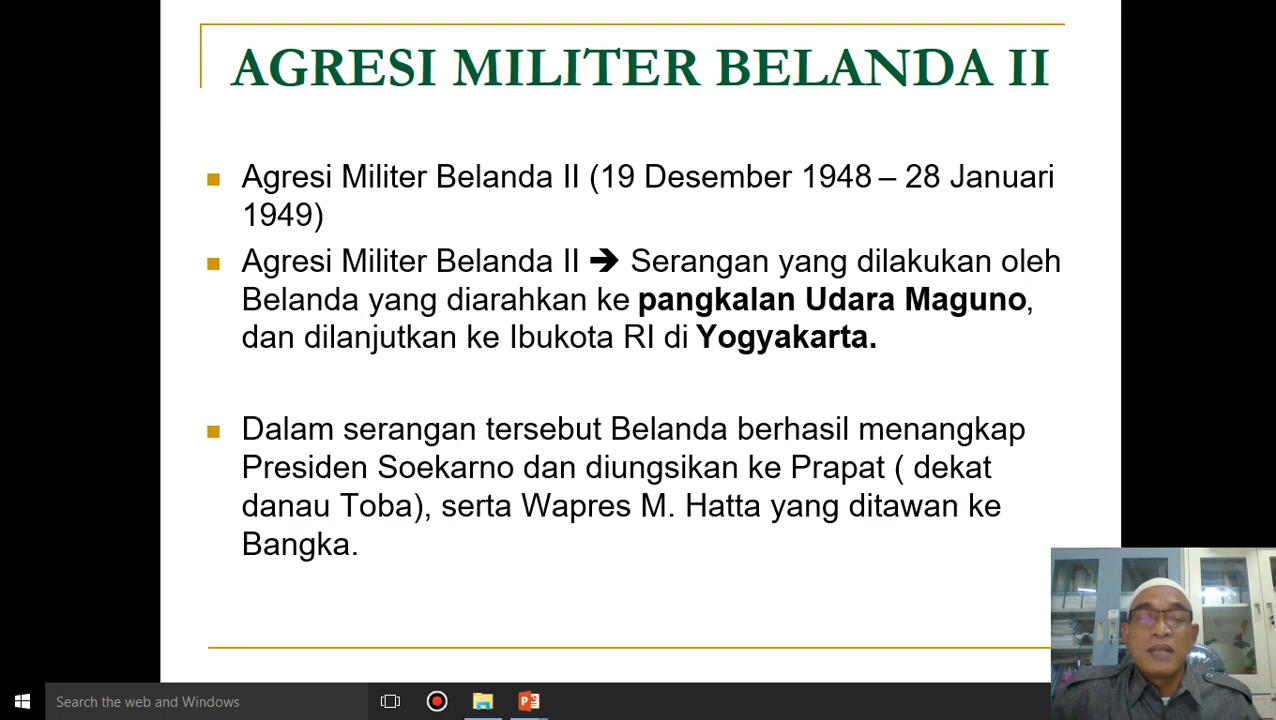 AGRESI MILITER BELANDA II
Agresi Militer Belanda II (19 Desember 1948 – 28 Januari
1949)
Agresi Militer Belanda II ➔ Serangan yang dilakukan oleh
Belanda yang diarahkan ke pangkalan Udara Maguno,
dan dilanjutkan ke Ibukota RI di Yogyakarta.
Dalam serangan tersebut Belanda berhasil menangkap
Presiden Soekarno dan diungsikan ke Prapat ( dekat
danau Toba), serta Wapres M. Hatta yang ditawan ke
Bangka.
Search the web and Windows